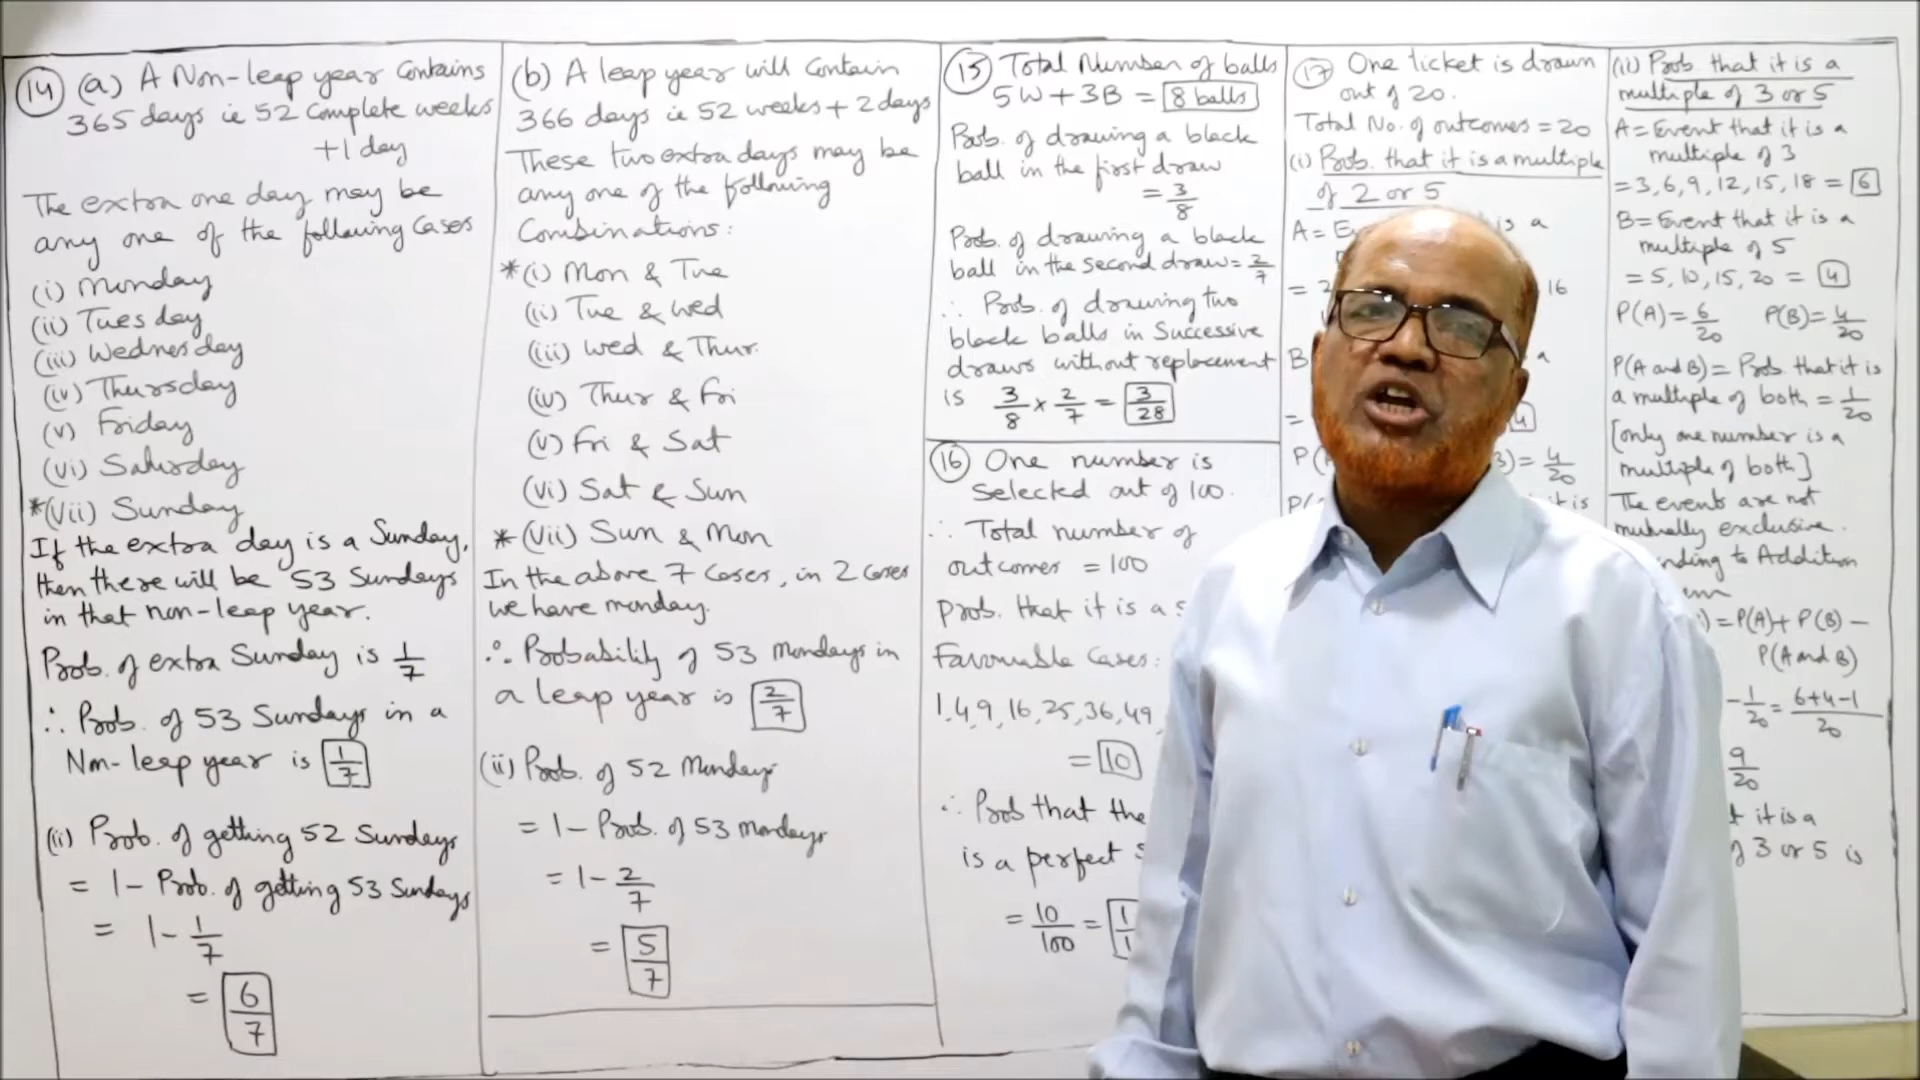 14 (a) A Non-leap year Contains
365 days ie 52 Complete weeks
+1 day
The extra one day may be
any one of the following Cases
(i) Monday
(ii) Tuesday
(iii) Wednesday
(iv) Thursday
(v) Friday
(vi) Saturday
*(vii) Sunday
If the extra day is a Sunday,
then there will be 53 Sundays
in that non-leap year.
Prob. of extra Sunday is 1/7
∴ Prob. of 53 Sundays in a
Non-leap year is 1/7
(ii) Prob. of getting 52 Sundays
= 1 - Prob. of getting 53 Sundays
= 1 - 1/7
= 6/7
(b) A leap year will Contain
366 days ie 52 weeks + 2 days
These two extra days may be
any one of the following
Combinations:
*(i) Mon & Tue
(ii) Tue & Wed
(iii) Wed & Thur.
(iv) Thur & Fri
(v) Fri & Sat
(vi) Sat & Sun
*(vii) Sun & Mon
In the above 7 Cases, in 2 Cases
we have monday.
∴ Probability of 53 Mondays in
a leap year is 2/7
(ii) Prob. of 52 Mondays
= 1 - Prob. of 53 Mondays
= 1 - 2/7
= 5/7
15 Total Number of balls
5W + 3B = 8 balls
Prob. of drawing a black
ball in the first draw
= 3/8
Prob. of drawing a black
ball in the second draw = 2/7
∴ Prob. of drawing two
black balls in Successive
draws without replacement
is 3/8 × 2/7 = 3/28
16 One number is
Selected out of 100.
∴ Total number of
outcomes = 100
Prob. that it is a
Favourable Cases:
1,4,9,16,25,36,49,
= 10
∴ Prob that the
is a perfect
= 10/100 =
17 One ticket is drawn
out of 20.
Total No. of outcomes = 20
(i) Prob. that it is a multiple
of 2 or 5
A = is a
= 16
B a
= 4
P( = 4/20
P( it is
(ii) Prob. that it is a
multiple of 3 or 5
A = Event that it is a
multiple of 3
= 3, 6, 9, 12, 15, 18 = 6
B = Event that it is a
multiple of 5
= 5, 10, 15, 20 = 4
P(A) = 6/20 P(B) = 4/20
P(A and B) = Prob. that it is
a multiple of both = 1/20
[only one number is a
multiple of both]
The events are not
mutually exclusive.
to Addition
= P(A) + P(B) -
P(A and B)
- 1/20 = 6+4-1/20
9/20
it is a
3 or 5 is